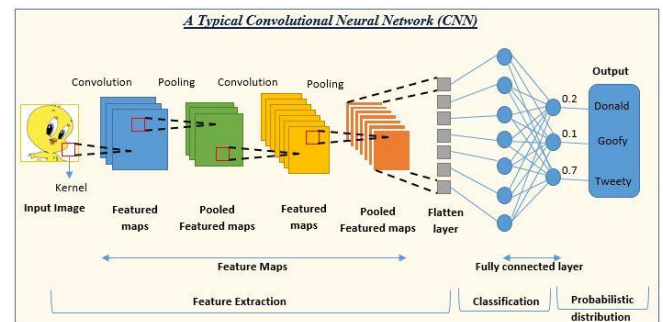 A Typical Convolutional Neural Network (CNN)
Convolution Pooling Convolution Pooling
Output
0.2 Donald
0.1 Goofy
0.7 Tweety
Kernel
Input Image
Featured
maps
Pooled
Featured maps
Featured
maps
Pooled
Featured maps
Flatten
layer
Feature Maps
Fully connected layer
Feature Extraction
Classification
Probabilistic
distribution